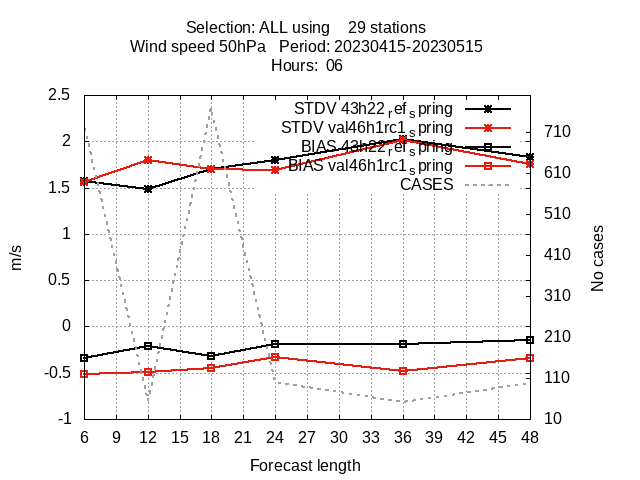 Selection: ALL using    29 stations
Wind speed 50hPa   Period: 20230415-20230515
Hours:  06
2.5
2
1.5
1
0.5
0
-0.5
-1
m/s
STDV 43h22_ref_spring
STDV val46h1rc1_spring
BIAS 43h22_ref_spring
BIAS val46h1rc1_spring
CASES
710
610
510
410
310
210
110
10
No cases
6 9 12 15 18 21 24 27 30 33 36 39 42 45 48
Forecast length